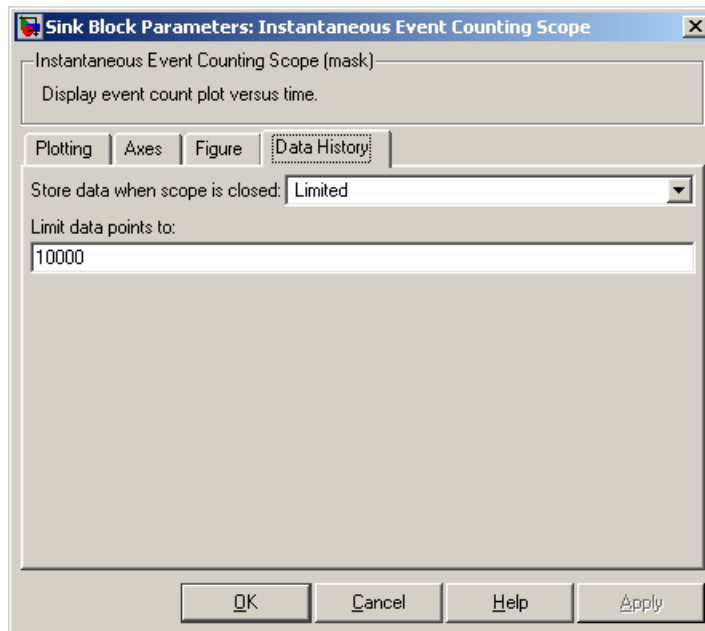 Sink Block Parameters: Instantaneous Event Counting Scope
Instantaneous Event Counting Scope (mask)
Display event count plot versus time.
Plotting Axes Figure Data History
Store data when scope is closed: Limited
Limit data points to:
10000
OK Cancel Help Apply